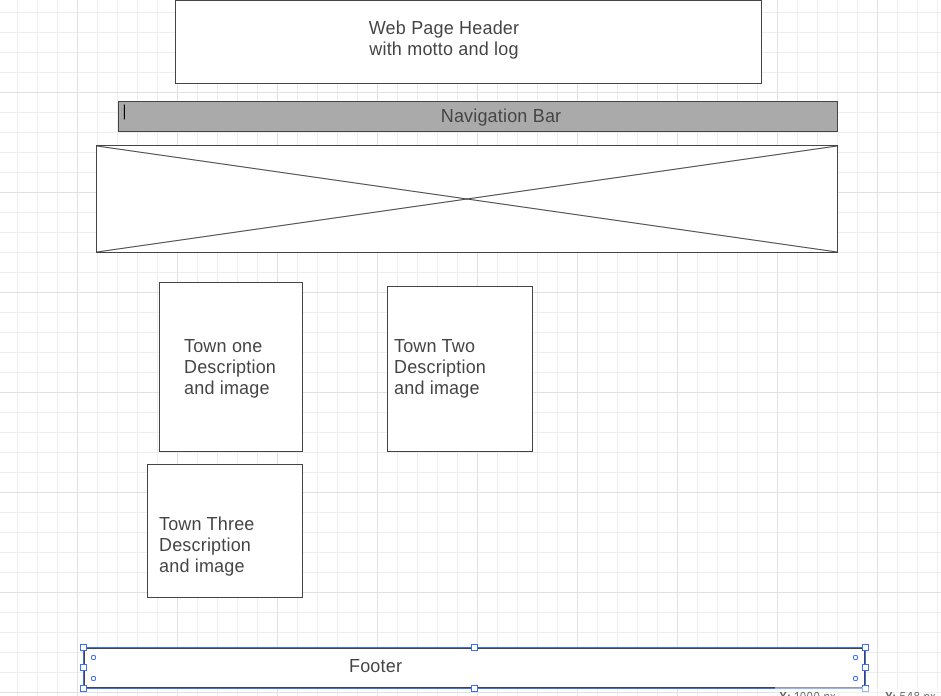 Web Page Header
with motto and log
Navigation Bar
Town one
Description
and image
Town Two
Description
and image
Town Three
Description
and image
Footer
X: 1000 px
Y: 548 px